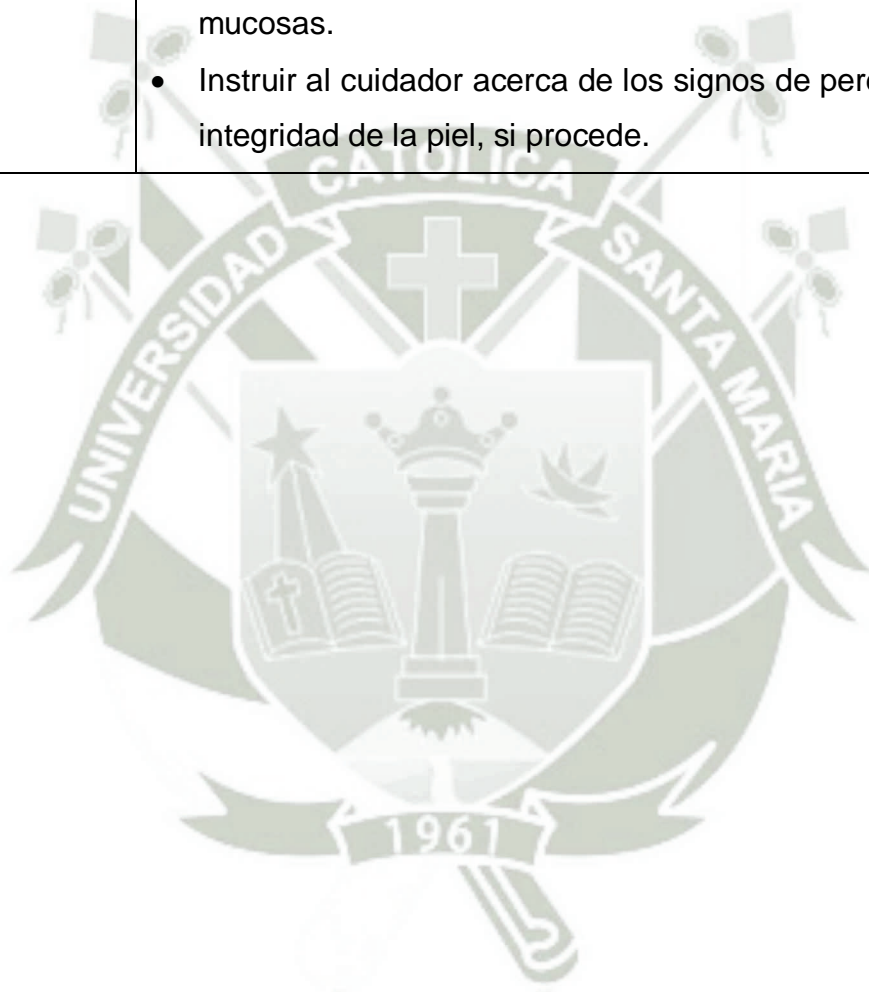 mucosas.
• Instruir al cuidador acerca de los signos de
integridad de la piel, si procede.
CATOLICA
UNIVERSIDAD
SANTA MARIA
1961